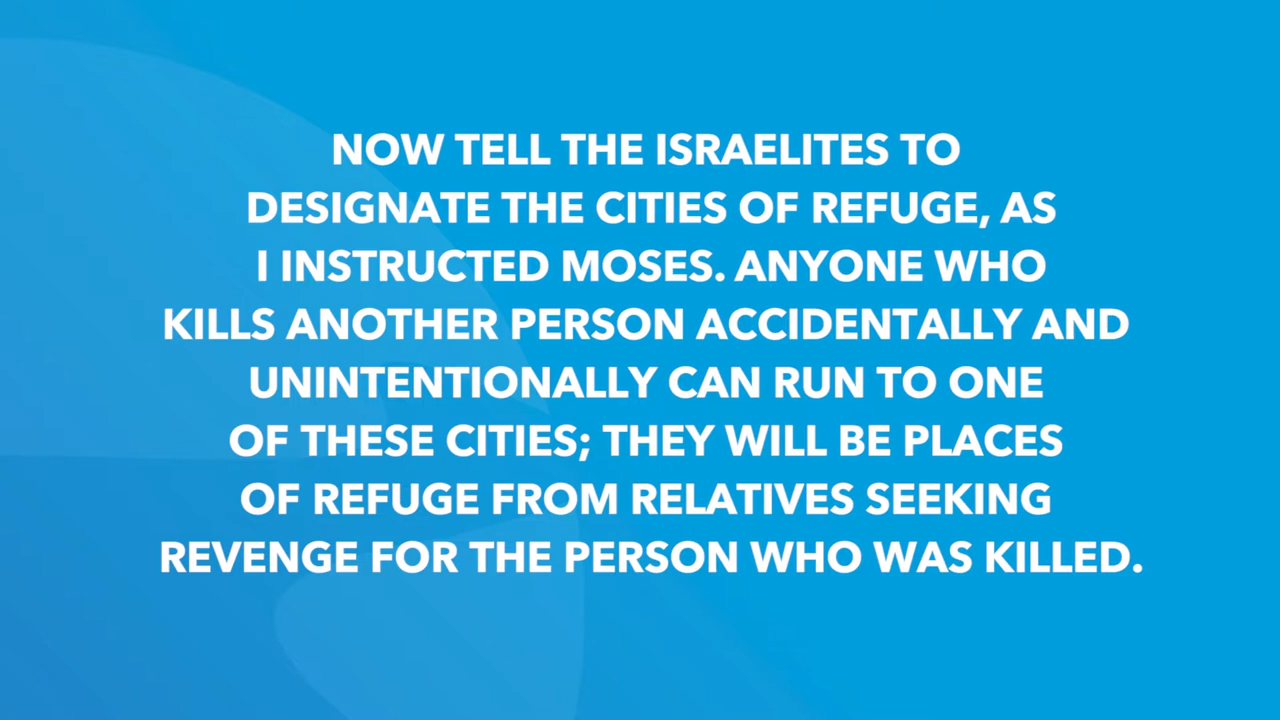 NOW TELL THE ISRAELITES TO
DESIGNATE THE CITIES OF REFUGE, AS
I INSTRUCTED MOSES. ANYONE WHO
KILLS ANOTHER PERSON ACCIDENTALLY AND
UNINTENTIONALLY CAN RUN TO ONE
OF THESE CITIES; THEY WILL BE PLACES
OF REFUGE FROM RELATIVES SEEKING
REVENGE FOR THE PERSON WHO WAS KILLED.